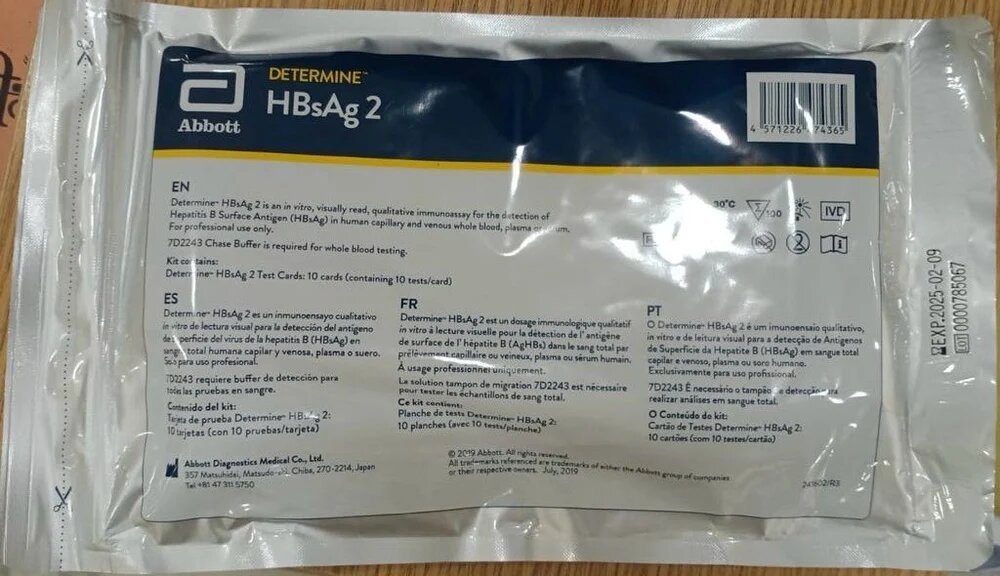 Abbott
DETERMINE™
HBsAg 2
4 571226 74365
EN
Determine™ HBsAg 2 is an in vitro, visually read, qualitative immunoassay for the detection of
Hepatitis B Surface Antigen (HBsAg) in human capillary and venous whole blood, plasma or
For professional use only.
7D2243 Chase Buffer is required for whole blood testing.
Kit contains:
Determine™ HBsAg 2 Test Cards: 10 cards (containing 10 tests/card)
30°C
Σ
100
IVD
ES
Determine™ HBsAg 2 es un inmunoensayo cualitativo
in vitro de lectura visual para la detección del antígeno
de superficie del virus de la hepatitis B (HBsAg) en
sangre total humana capilar y venosa, plasma o suero.
Solo para uso profesional.
7D2243 requiere buffer de detección para
todas las pruebas en sangre.
Contenido del kit:
Tarjeta de prueba Determine™ HBsAg 2:
10 tarjetas (con 10 pruebas/tarjeta)
FR
Determine™ HBsAg 2 est un dosage immunologique qualitatif
in vitro à lecture visuelle pour la détection de l' antigène
de surface de l' hépatite B (AgHBs) dans le sang total par
prélèvement capillaire ou veineux, plasma ou sérum humain.
À usage professionnel uniquement.
La solution tampon de migration 7D2243 est nécessaire
pour tester les échantillons de sang total.
Ce kit contient:
Planche de tests Determine™ HBsAg 2:
10 planches (avec 10 tests/planche)
PT
O Determine™ HBsAg 2 é um imunoensaio qualitativo,
in vitro e de leitura visual para a detecção de Antígenos
de Superfície da Hepatite B (HBsAg) em sangue total
capilar e venoso, plasma ou soro humano.
Exclusivamente para uso profissional.
7D2243 É necessário o tampão de detecção para
realizar análises em sangue total.
O Conteúdo do kit:
Cartão de Testes Determine™ HBsAg 2:
10 cartões (com 10 testes/cartão)
Abbott Diagnostics Medical Co., Ltd.
357 Matsuhidai, Matsudo-shi, Chiba, 270-2214, Japan
Tel +81 47 311 5750
© 2019 Abbott. All rights reserved.
All trademarks referenced are trademarks of either the Abbott group of companies
or their respective owners. July, 2019
241602/R3
EXP.2025-02-09
LOT 10000785067